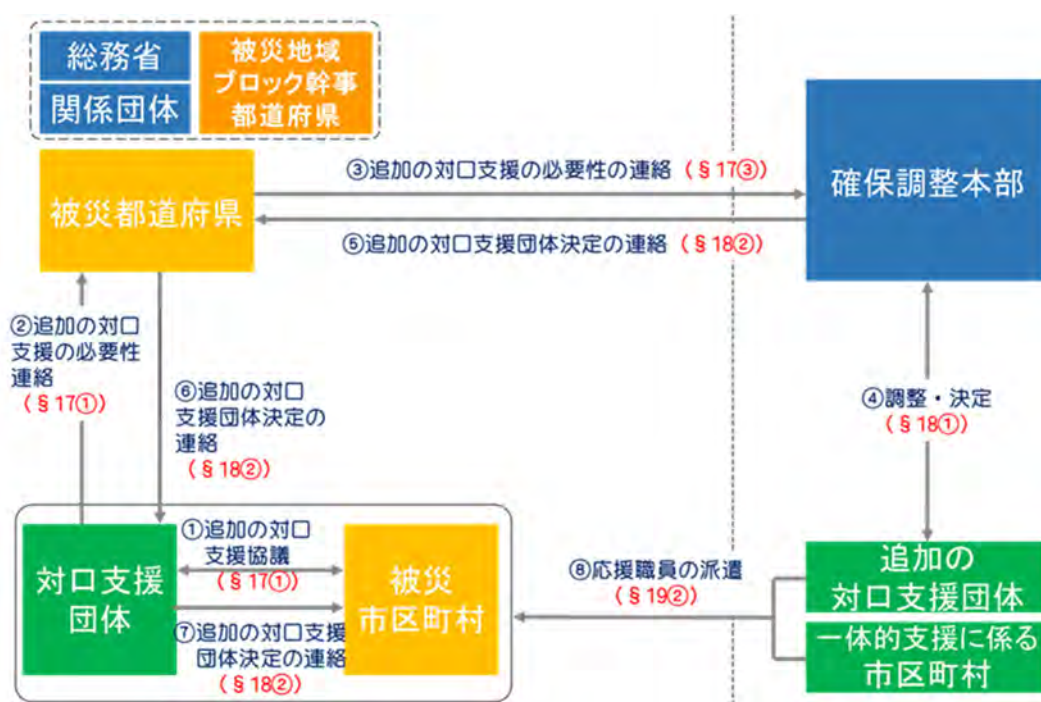 総務省
関係団体
被災地域
ブロック幹事
都道府県
被災都道府県
③追加の対口支援の必要性の連絡（§17③）
⑤追加の対口支援団体決定の連絡（§18②）
確保調整本部
②追加の対口
支援の必要性
連絡
（§17①）
⑥追加の対口
支援団体決定の
連絡
（§18②）
④調整・決定
（§18①）
対口支援
団体
①追加の対口
支援協議
（§17①）
⑦追加の対口支援
団体決定の連絡
（§18②）
被災
市区町村
⑧応援職員の派遣
（§19②）
追加の
対口支援団体
一体的支援に係る
市区町村